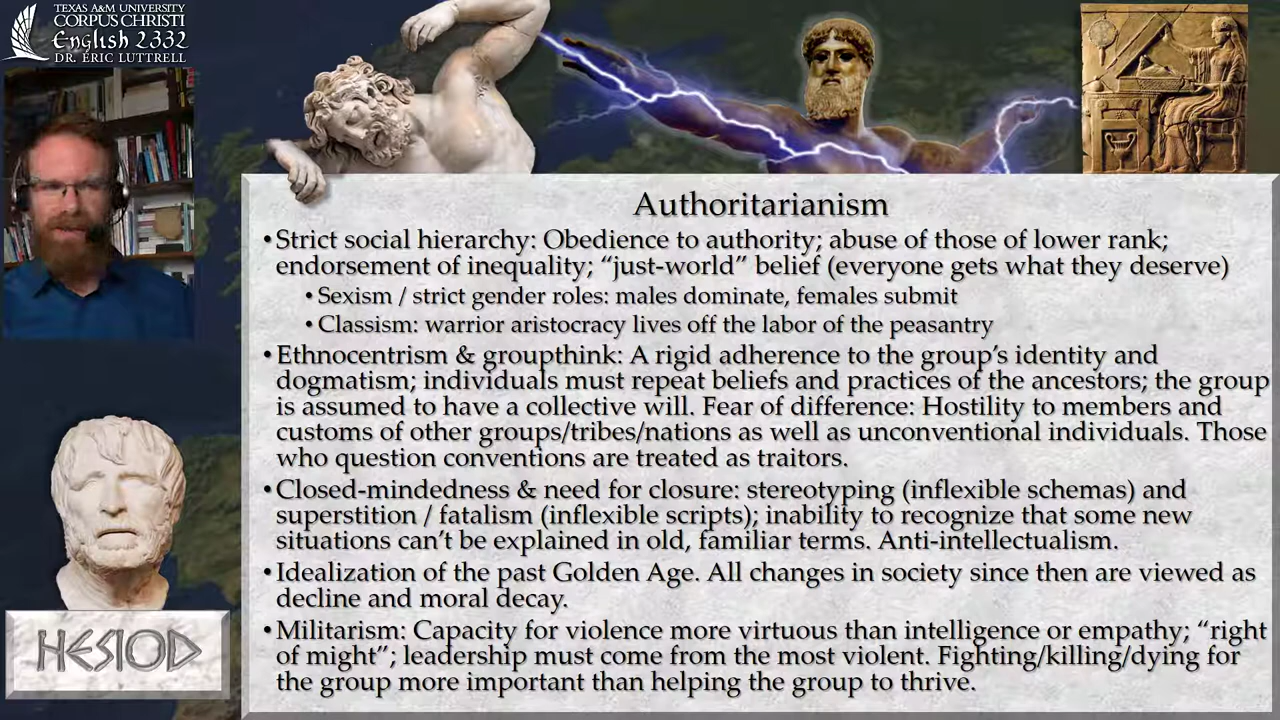 TEXAS A&M UNIVERSITY
CORPUS CHRISTI
English 2332
DR. ERIC LUTTRELL
Authoritarianism
•Strict social hierarchy: Obedience to authority; abuse of those of lower rank;
endorsement of inequality; “just-world” belief (everyone gets what they deserve)
•Sexism / strict gender roles: males dominate, females submit
•Classism: warrior aristocracy lives off the labor of the peasantry
•Ethnocentrism & groupthink: A rigid adherence to the group’s identity and
dogmatism; individuals must repeat beliefs and practices of the ancestors; the group
is assumed to have a collective will. Fear of difference: Hostility to members and
customs of other groups/tribes/nations as well as unconventional individuals. Those
who question conventions are treated as traitors.
•Closed-mindedness & need for closure: stereotyping (inflexible schemas) and
superstition / fatalism (inflexible scripts); inability to recognize that some new
situations can’t be explained in old, familiar terms. Anti-intellectualism.
•Idealization of the past Golden Age. All changes in society since then are viewed as
decline and moral decay.
•Militarism: Capacity for violence more virtuous than intelligence or empathy; “right
of might”; leadership must come from the most violent. Fighting/killing/dying for
the group more important than helping the group to thrive.
HESIOD